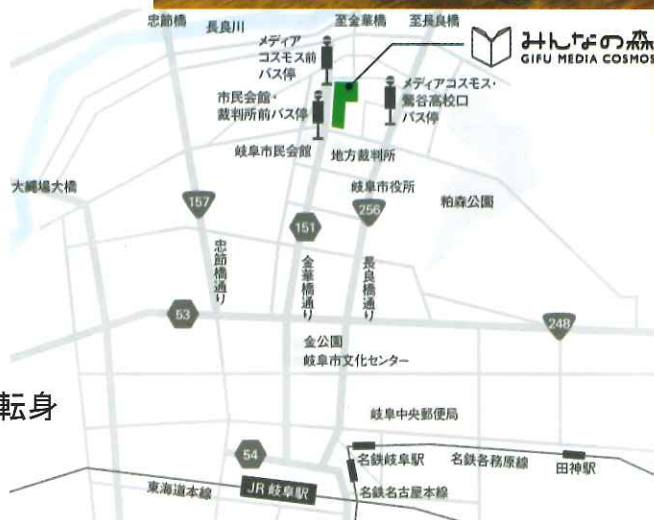 忠節橋
長良川
至金華橋
至長良橋
みんなの森
GIFU MEDIA COSMOS
メディア
コスモス前
バス停
市民会館・
裁判所前バス停
メディアコスモス・
鶯谷高校口
バス停
岐阜市民会館
地方裁判所
大縄場大橋
岐阜市役所
粕森公園
157
151
256
忠節橋通り
金華橋通り
長良橋通り
53
248
金公園
岐阜市文化センター
転身
岐阜中央郵便局
54
名鉄岐阜駅
名鉄各務原線
田神駅
東海道本線
JR 岐阜駅
名鉄名古屋本線